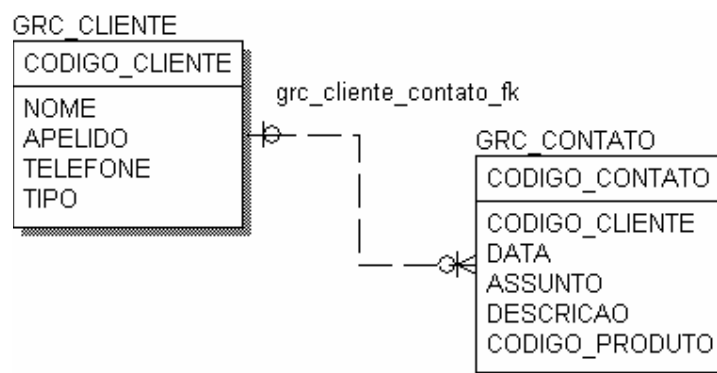 GRC_CLIENTE
CODIGO_CLIENTE
NOME
APELIDO
TELEFONE
TIPO
grc_cliente_contato_fk
GRC_CONTATO
CODIGO_CONTATO
CODIGO_CLIENTE
DATA
ASSUNTO
DESCRICAO
CODIGO_PRODUTO